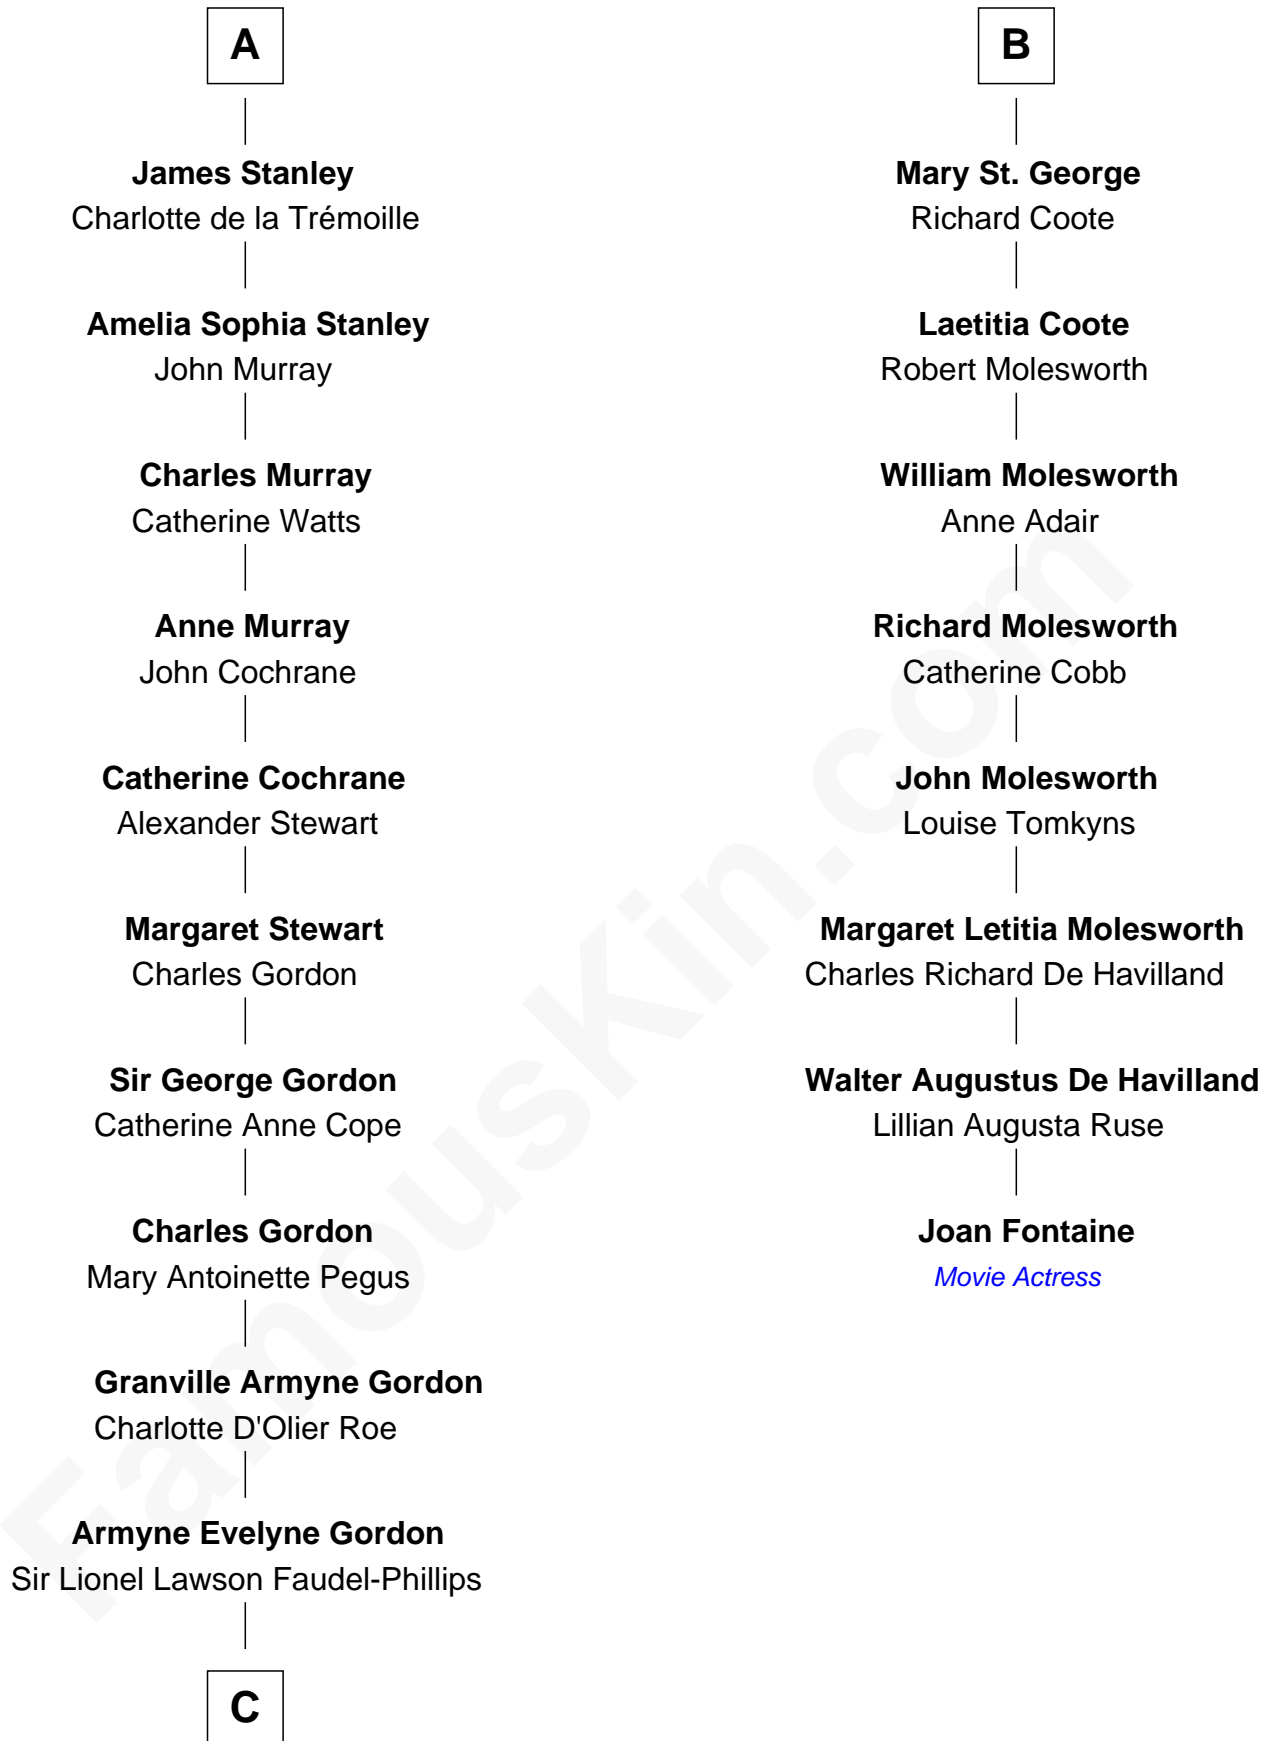 A
James Stanley
Charlotte de la Trémoille
Amelia Sophia Stanley
John Murray
Charles Murray
Catherine Watts
Anne Murray
John Cochrane
Catherine Cochrane
Alexander Stewart
Margaret Stewart
Charles Gordon
Sir George Gordon
Catherine Anne Cope
Charles Gordon
Mary Antoinette Pegus
Granville Armyne Gordon
Charlotte D'Olier Roe
Armyne Evelyne Gordon
Sir Lionel Lawson Faudel-Phillips
C
B
Mary St. George
Richard Coote
Laetitia Coote
Robert Molesworth
William Molesworth
Anne Adair
Richard Molesworth
Catherine Cobb
John Molesworth
Louise Tomkyns
Margaret Letitia Molesworth
Charles Richard De Havilland
Walter Augustus De Havilland
Lillian Augusta Ruse
Joan Fontaine
Movie Actress
FamousKin.com